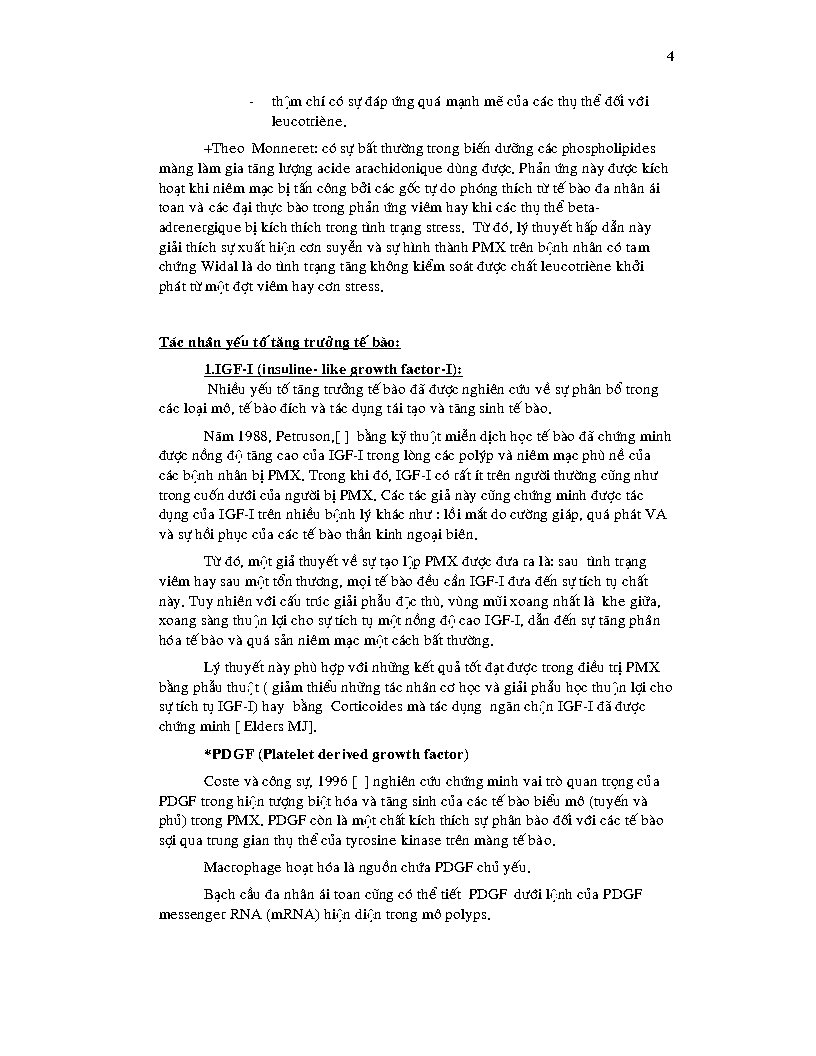 4
- thậm chí có sự đáp ứng quá mạnh mẽ của các thụ thể đối với
leucotriène.
+Theo Monneret: có sự bất thường trong biến dưỡng các phospholipides
màng làm gia tăng lượng acide arachidonique dùng được. Phản ứng này được kích
hoạt khi niêm mạc bị tấn công bởi các gốc tự do phóng thích từ tế bào đa nhân ái
toan và các đại thực bào trong phản ứng viêm hay khi các thụ thể beta-
adrenergique bị kích thích trong tình trạng stress. Từ đó, lý thuyết hấp dẫn này
giải thích sự xuất hiện cơn suyễn và sự hình thành PMX trên bệnh nhân có tam
chứng Widal là do tình trạng tăng không kiểm soát được chất leucotriène khởi
phát từ một đợt viêm hay cơn stress.
Tác nhân yếu tố tăng trưởng tế bào:
1.IGF-I (insuline- like growth factor-I):
Nhiều yếu tố tăng trưởng tế bào đã được nghiên cứu về sự phân bổ trong
các loại mô, tế bào đích và tác dụng tái tạo và tăng sinh tế bào.
Năm 1988, Petruson,[ ] bằng kỹ thuật miễn dịch học tế bào đã chứng minh
được nồng độ tăng cao của IGF-I trong lòng các polýp và niêm mạc phù nề của
các bệnh nhân bị PMX. Trong khi đó, IGF-I có rất ít trên người thường cũng như
trong cuốn dưới của người bị PMX. Các tác giả này cũng chứng minh được tác
dụng của IGF-I trên nhiều bệnh lý khác như : lồi mắt do cường giáp, quá phát VA
và sự hồi phục của các tế bào thần kinh ngoại biên.
Từ đó, một giả thuyết về sự tạo lập PMX được đưa ra là: sau tình trạng
viêm hay sau một tổn thương, mọi tế bào đều cần IGF-I đưa đến sự tích tụ chất
này. Tuy nhiên với cấu trúc giải phẫu đặc thù, vùng mũi xoang nhất là khe giữa,
xoang sàng thuận lợi cho sự tích tụ một nồng độ cao IGF-I, dẫn đến sự tăng phân
hóa tế bào và quá sản niêm mạc một cách bất thường.
Lý thuyết này phù hợp với những kết quả tốt đạt được trong điều trị PMX
bằng phẫu thuật ( giảm thiểu những tác nhân cơ học và giải phẫu học thuận lợi cho
sự tích tụ IGF-I) hay bằng Corticoides mà tác dụng ngăn chặn IGF-I đã được
chứng minh [ Elders MJ].
*PDGF (Platelet derived growth factor)
Coste và công sự, 1996 [ ] nghiên cứu chứng minh vai trò quan trọng của
PDGF trong hiện tượng biệt hóa và tăng sinh của các tế bào biểu mô (tuyến và
phủ) trong PMX. PDGF còn là một chất kích thích sự phân bào đối với các tế bào
sợi qua trung gian thụ thể của tyrosine kinase trên màng tế bào.
Macrophage hoạt hóa là nguồn chứa PDGF chủ yếu.
Bạch cầu đa nhân ái toan cũng có thể tiết PDGF dưới lệnh của PDGF
messenger RNA (mRNA) hiện diện trong mô polyps.